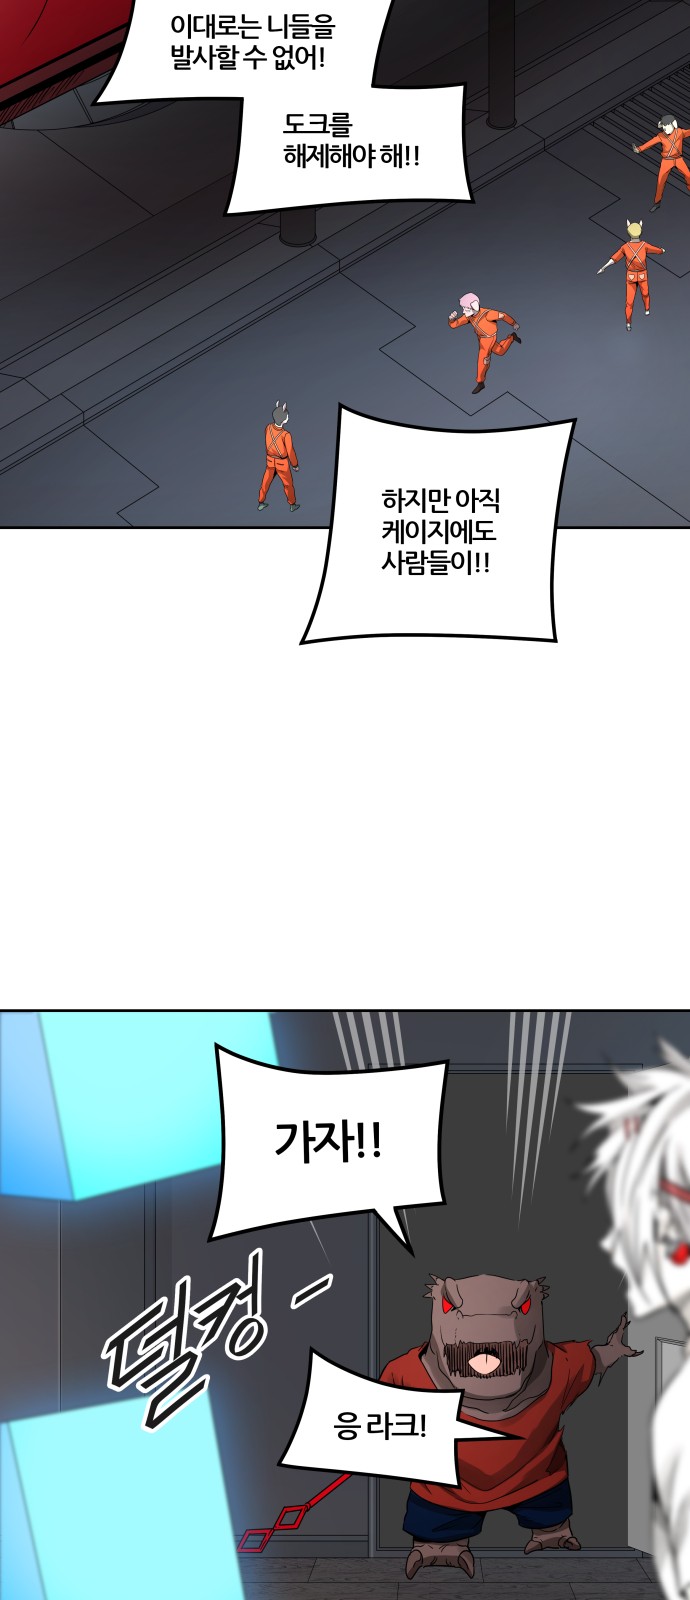 이대로는 니들을
발사할 수 없어!
도크를
해제해야 해!!
하지만 아직
케이지에도
사람들이!!
가자!!
덜컹-
응 라크!